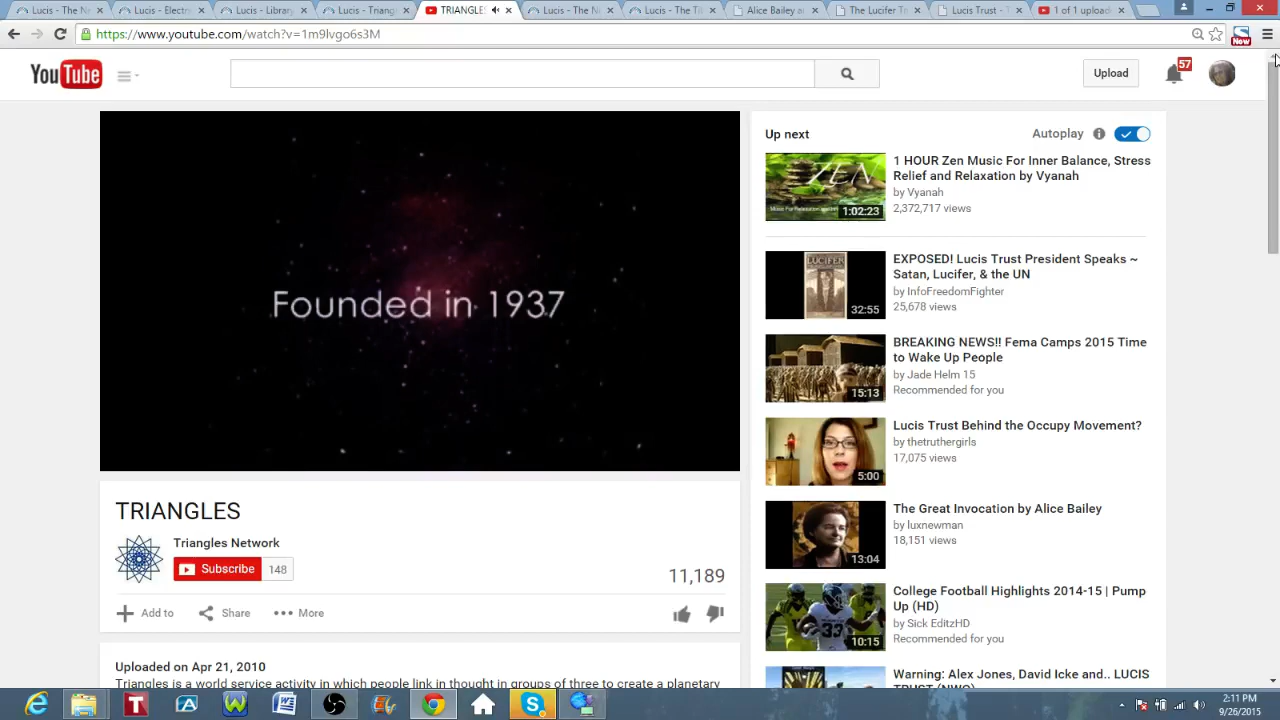 Lucis - The N
Lucis - Electro
Lucis - Library
Lucis - Triang
TRIANGLES
Lucis - The N
Lucis - The Ti
Alice Bailey a
The Lucifer T
Lucis Trust -
1 of 1 upload
https://www.youtube.com/watch?v=1m9lvgo6s3M
New
YouTube
Upload
57
Founded in 1937
TRIANGLES
Triangles Network
Subscribe 148
11,189
Add to Share More
Uploaded on Apr 21, 2010
Triangles is a world service activity in which people link in thought in groups of three to create a planetary
Up next
Autoplay
ZEN
1:02:23
1 HOUR Zen Music For Inner Balance, Stress
Relief and Relaxation by Vyanah
by Vyanah
2,372,717 views
LUCIFER
32:55
EXPOSED! Lucis Trust President Speaks ~
Satan, Lucifer, & the UN
by InfoFreedomFighter
25,678 views
15:13
BREAKING NEWS!! Fema Camps 2015 Time
to Wake Up People
by Jade Helm 15
Recommended for you
5:00
Lucis Trust Behind the Occupy Movement?
by thetruthergirls
17,075 views
13:04
The Great Invocation by Alice Bailey
by luxnewman
18,151 views
33
10:15
College Football Highlights 2014-15 | Pump
Up (HD)
by Sick EditzHD
Recommended for you
Warning: Alex Jones, David Icke and.. LUCIS
TRUST (NWO)
2:11 PM
9/26/2015